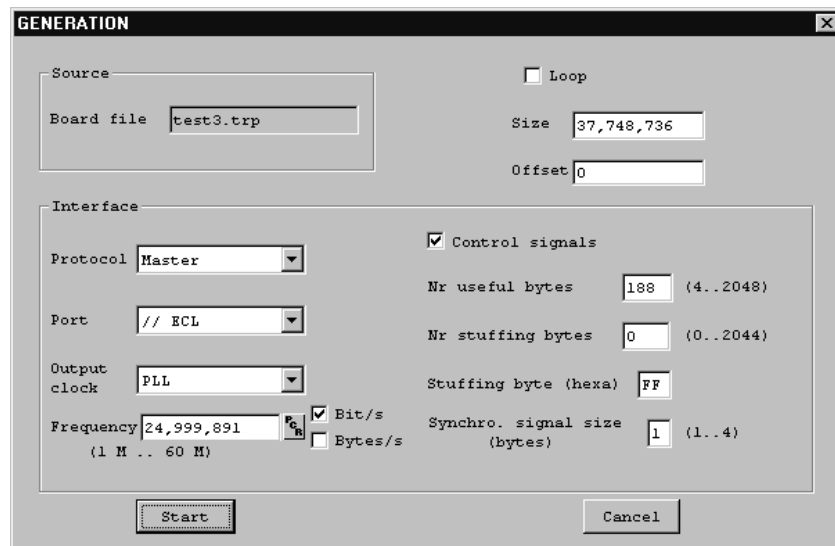 GENERATION
Source
Board file test3.trp
Loop
Size 37,748,736
Offset 0
Interface
Protocol Master
Port // ECL
Output clock PLL
Frequency 24,999,891 PCR
(1 M .. 60 M)
Bit/s
Bytes/s
Control signals
Nr useful bytes 188 (4..2048)
Nr stuffing bytes 0 (0..2044)
Stuffing byte (hexa) FF
Synchro. signal size 1 (1..4)
(bytes)
Start
Cancel